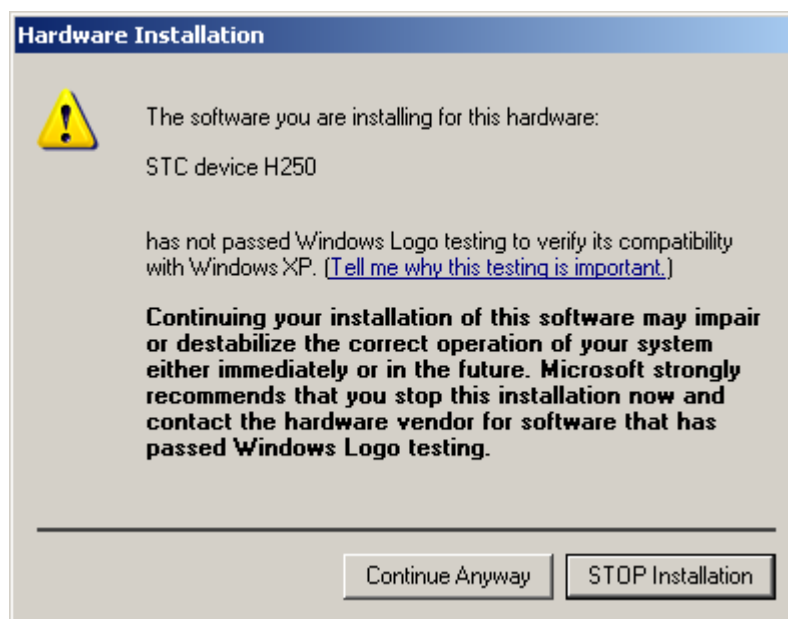 Hardware Installation
The software you are installing for this hardware:
STC device H250
has not passed Windows Logo testing to verify its compatibility
with Windows XP. (Tell me why this testing is important.)
Continuing your installation of this software may impair
or destabilize the correct operation of your system
either immediately or in the future. Microsoft strongly
recommends that you stop this installation now and
contact the hardware vendor for software that has
passed Windows Logo testing.
Continue Anyway
STOP Installation